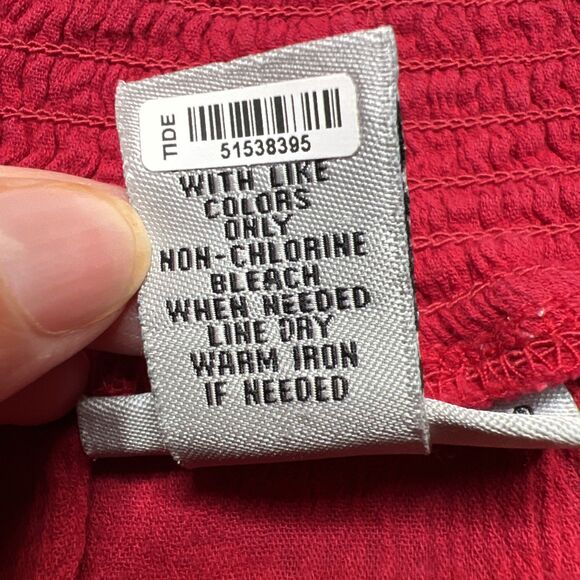 TIDE
51538395
WITH LIKE
COLORS
ONLY
NON-CHLORINE
BLEACH
WHEN NEEDED
LINE DRY
WARM IRON
IF NEEDED